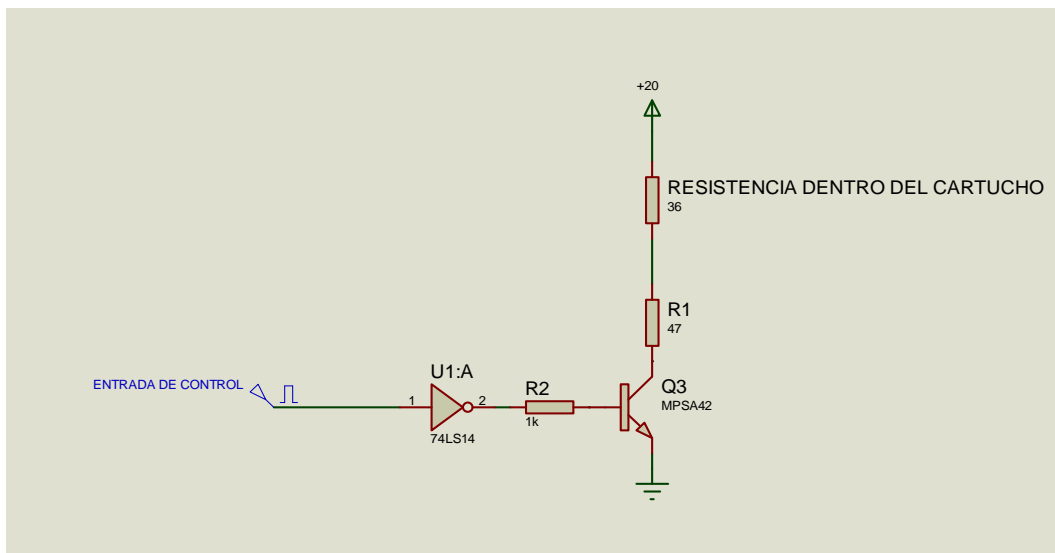 +20
RESISTENCIA DENTRO DEL CARTUCHO
36
R1
47
U1:A
ENTRADA DE CONTROL
1
2
74LS14
R2
1k
Q3
MPSA42